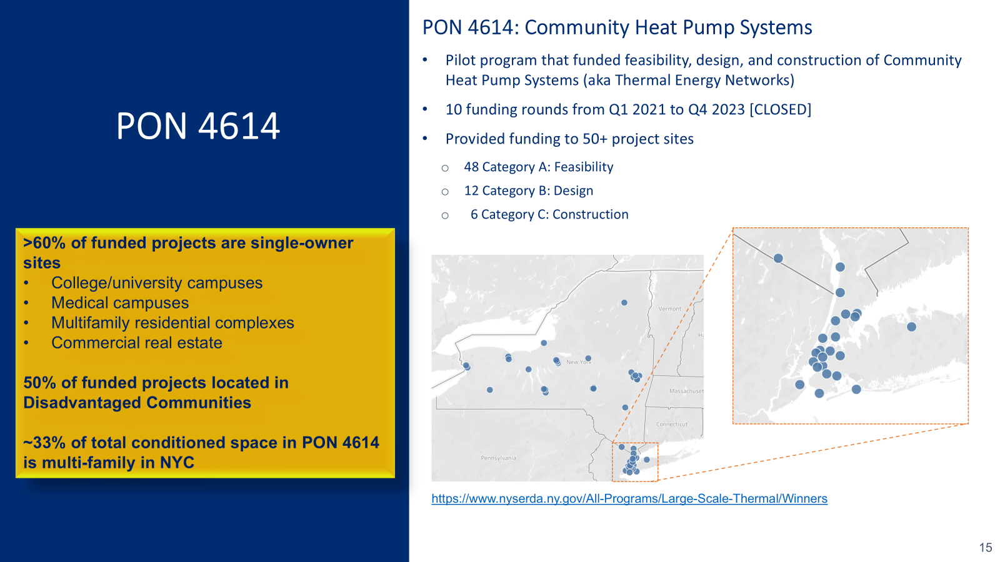 PON 4614
>60% of funded projects are single-owner
sites
• College/university campuses
• Medical campuses
• Multifamily residential complexes
• Commercial real estate
50% of funded projects located in
Disadvantaged Communities
~33% of total conditioned space in PON 4614
is multi-family in NYC
PON 4614: Community Heat Pump Systems
• Pilot program that funded feasibility, design, and construction of Community
Heat Pump Systems (aka Thermal Energy Networks)
• 10 funding rounds from Q1 2021 to Q4 2023 [CLOSED]
• Provided funding to 50+ project sites
o 48 Category A: Feasibility
o 12 Category B: Design
o 6 Category C: Construction
Vermont
Ha
New York
Massachuset
Connecticut
Pennsylvania
https://www.nyserda.ny.gov/All-Programs/Large-Scale-Thermal/Winners
15